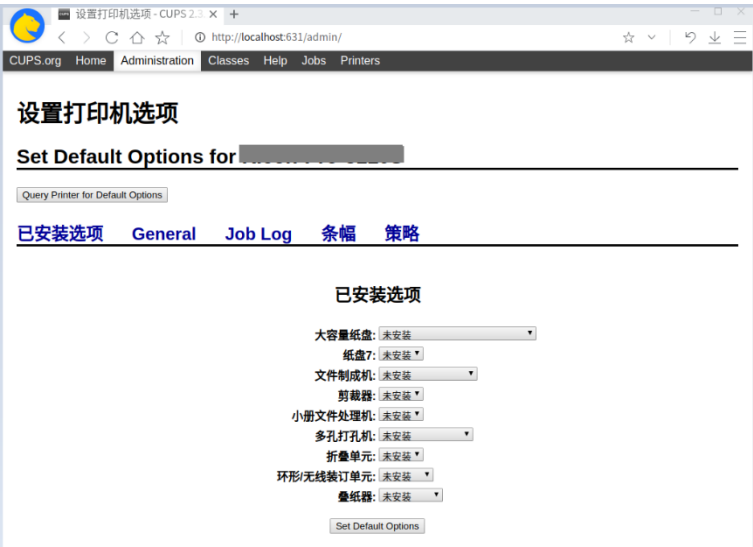 设置打印机选项 - CUPS 2.3.
http://localhost:631/admin/
CUPS.org Home Administration Classes Help Jobs Printers
设置打印机选项
Set Default Options for
Query Printer for Default Options
已安装选项 General Job Log 条幅 策略
已安装选项
大容量纸盘: 未安装
纸盘7: 未安装
文件制成机: 未安装
剪裁器: 未安装
小册文件处理机: 未安装
多孔打孔机: 未安装
折叠单元: 未安装
环形/无线装订单元: 未安装
叠纸器: 未安装
Set Default Options